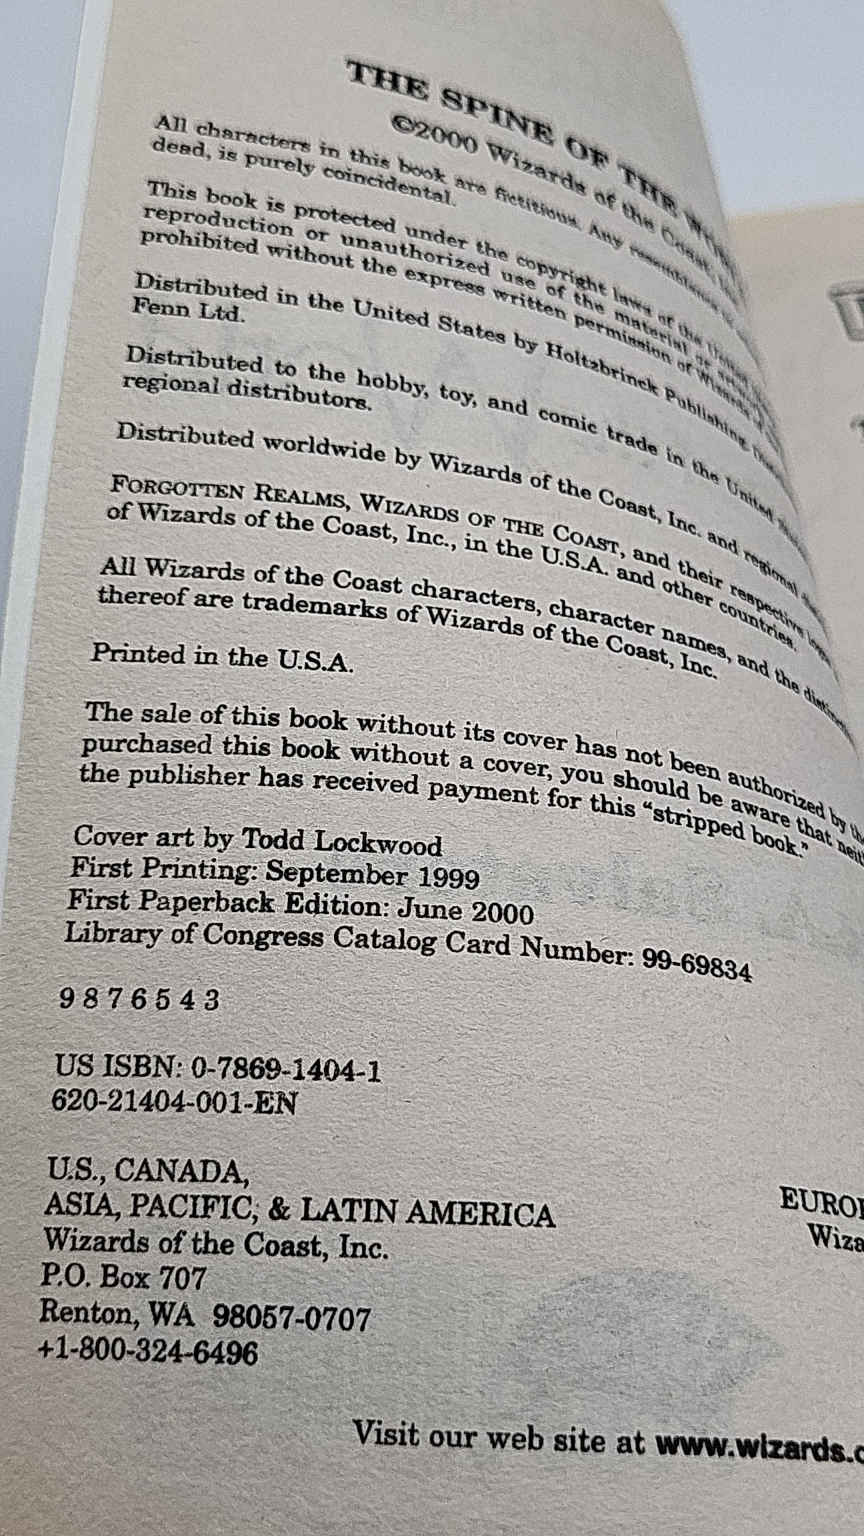 THE SPINE OF THE
©2000 Wizards of the Coast,
All characters in this book are fictitious. Any resemblance
dead, is purely coincidental.
This book is protected under the copyright laws of the United
reproduction or unauthorized use of the material or
prohibited without the express written permission of Wizards of
Distributed in the United States by Holtzbrinck Publishing.
Fenn Ltd.
Distributed to the hobby, toy, and comic trade in the United
regional distributors.
Distributed worldwide by Wizards of the Coast, Inc. and regional
FORGOTTEN REALMS, WIZARDS OF THE COAST, and their respective
of Wizards of the Coast, Inc., in the U.S.A. and other countries.
All Wizards of the Coast characters, character names, and the
thereof are trademarks of Wizards of the Coast, Inc.
Printed in the U.S.A.
The sale of this book without its cover has not been authorized by
purchased this book without a cover, you should be aware that
the publisher has received payment for this “stripped book.”
Cover art by Todd Lockwood
First Printing: September 1999
First Paperback Edition: June 2000
Library of Congress Catalog Card Number: 99-69834
9 8 7 6 5 4 3
US ISBN: 0-7869-1404-1
620-21404-001-EN
U.S., CANADA,
ASIA, PACIFIC, & LATIN AMERICA
Wizards of the Coast, Inc.
P.O. Box 707
Renton, WA 98057-0707
+1-800-324-6496
EUROP
Wiza
Visit our web site at www.wizards.c